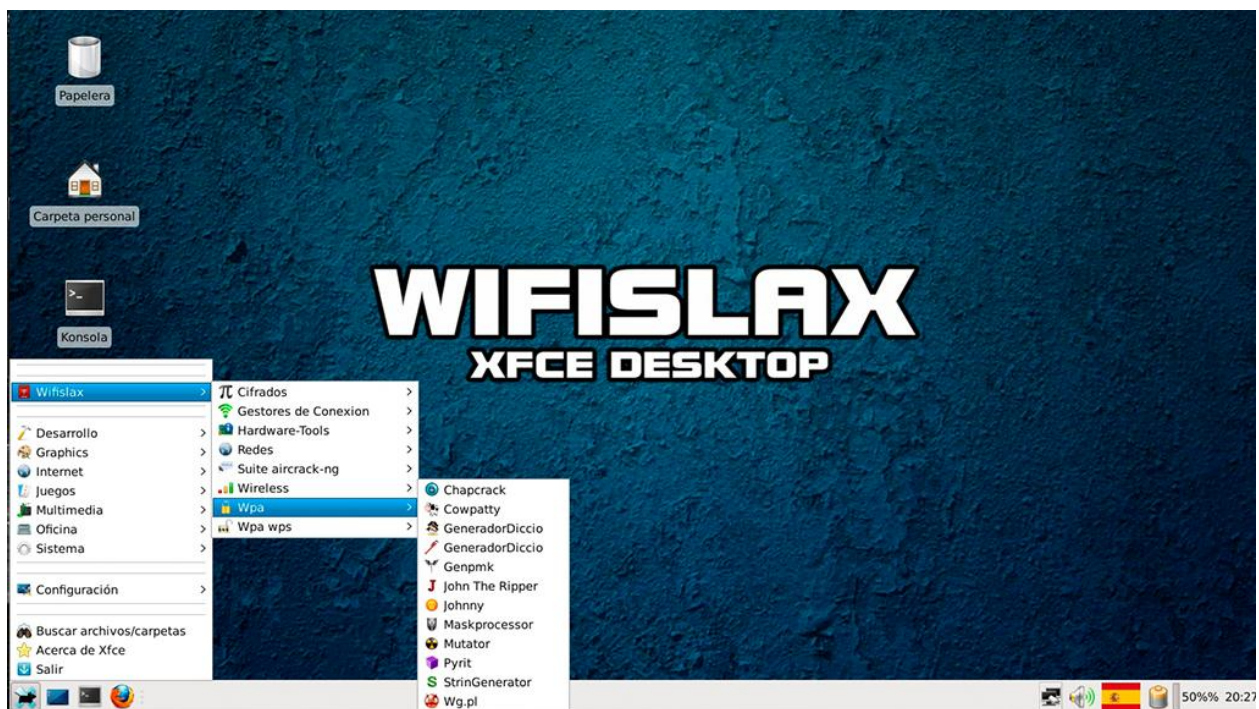 Papelera
Carpeta personal
>_
Konsola
WIFISLAX
XFCE DESKTOP
Wifislax
Desarrollo
Graphics
Internet
Juegos
Multimedia
Oficina
Sistema
Configuración
Buscar archivos/carpetas
Acerca de Xfce
Salir
π Cifrados
Gestores de Conexion
Hardware-Tools
Redes
Suite aircrack-ng
Wireless
Wpa
Wpa wps
Chapcrack
Cowpatty
GeneradorDiccio
GeneradorDiccio
Genpmk
J John The Ripper
Johnny
Maskprocessor
Mutator
Pyrit
S StrinGenerator
Wg.pl
50%% 20:27